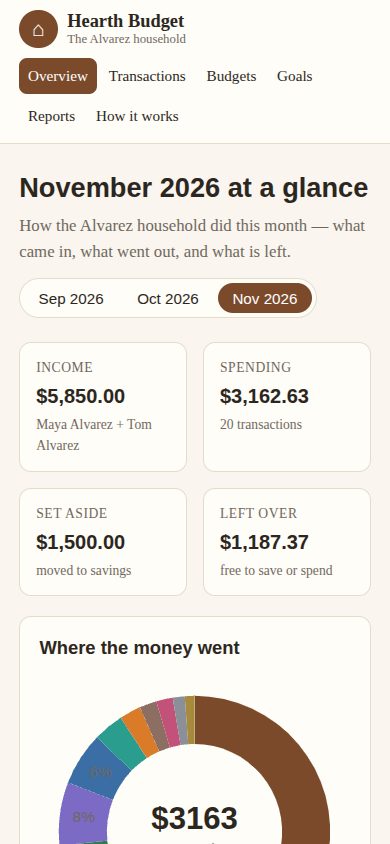 Hearth Budget
The Alvarez household
Overview Transactions Budgets Goals
Reports How it works
November 2026 at a glance
How the Alvarez household did this month — what
came in, what went out, and what is left.
Sep 2026 Oct 2026 Nov 2026
INCOME
$5,850.00
Maya Alvarez + Tom
Alvarez
SPENDING
$3,162.63
20 transactions
SET ASIDE
$1,500.00
moved to savings
LEFT OVER
$1,187.37
free to save or spend
Where the money went
8%
$3163